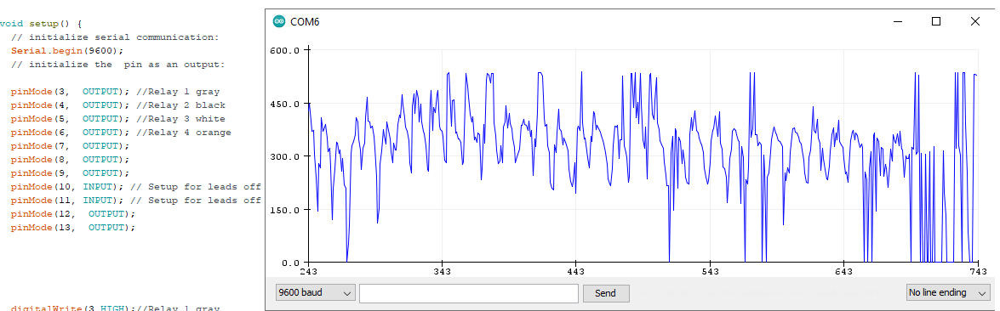 void setup() {
// initialize serial communication:
Serial.begin(9600);
// initialize the  pin as an output:
pinMode(3,  OUTPUT); //Relay 1 gray
pinMode(4,  OUTPUT); //Relay 2 black
pinMode(5,  OUTPUT); //Relay 3 white
pinMode(6,  OUTPUT); //Relay 4 orange
pinMode(7,  OUTPUT);
pinMode(8,  OUTPUT);
pinMode(9,  OUTPUT);
pinMode(10, INPUT); // Setup for leads off
pinMode(11, INPUT); // Setup for leads off
pinMode(12,  OUTPUT);
pinMode(13,  OUTPUT);
digitalWrite(3,HIGH);//Relay 1 gray
COM6
600.0
450.0
300.0
150.0
0.0
243 343 443 543 643 743
9600 baud
Send
No line ending